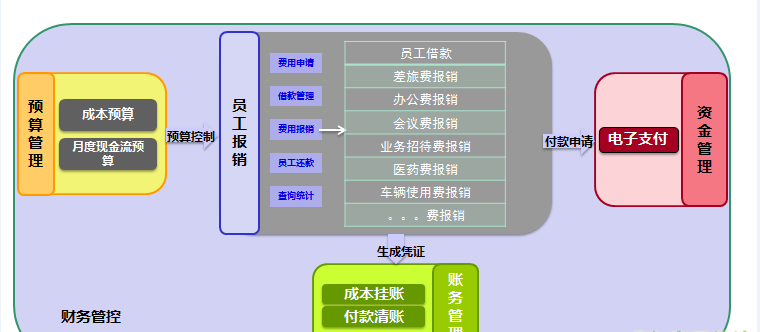 预算管理
成本预算
月度现金流预
算
预算控制
员工报销
费用申请
借款管理
费用报销
员工还款
查询统计
员工借款
差旅费报销
办公费报销
会议费报销
业务招待费报销
医药费报销
车辆使用费报销
。。。费报销
付款申请
电子支付
资金管理
生成凭证
成本挂账
付款清账
账务管理
财务管控